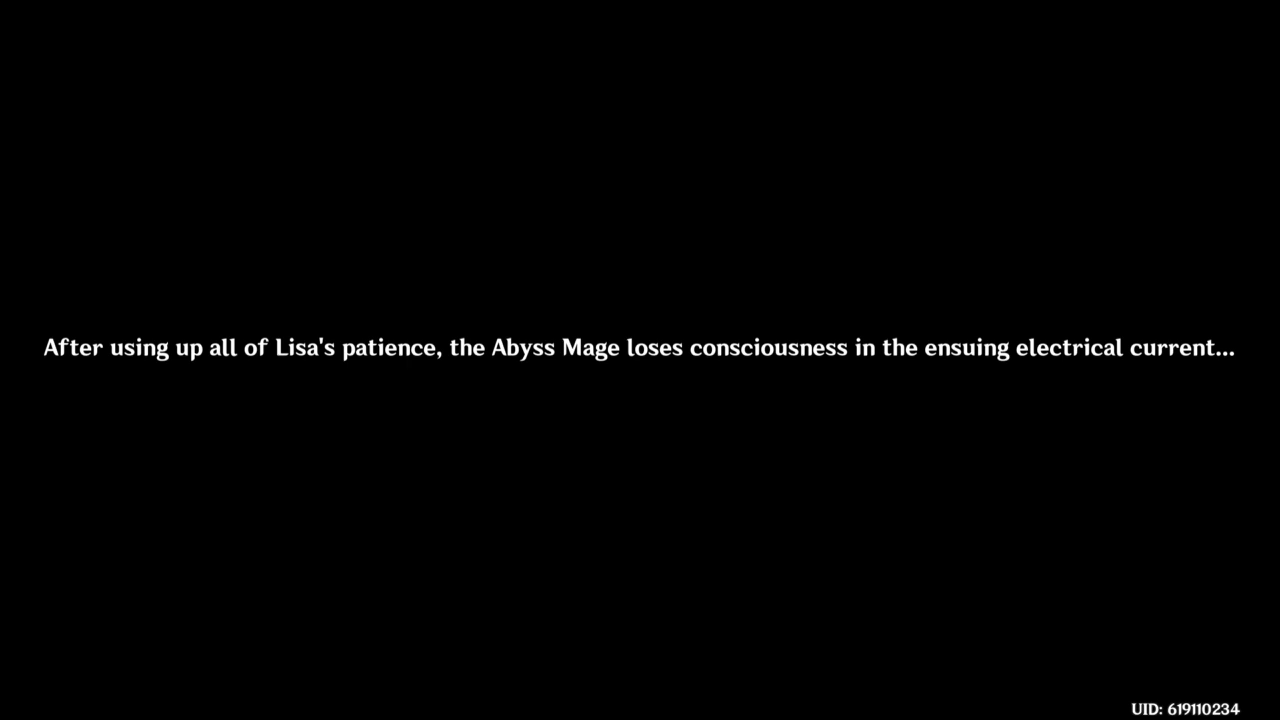 After using up all of Lisa's patience, the Abyss Mage loses consciousness in the ensuing electrical current...
UID: 619110234